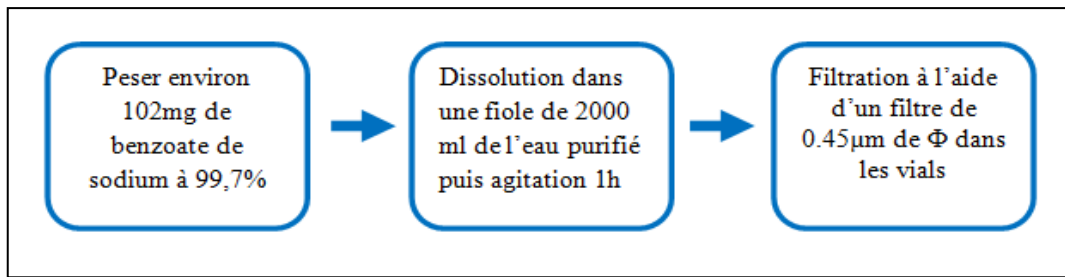 Peser environ
102mg de
benzoate de
sodium à 99,7%
Dissolution dans
une fiole de 2000
ml de l'eau purifié
puis agitation 1h
Filtration à l'aide
d'un filtre de
0.45µm de Φ dans
les vials